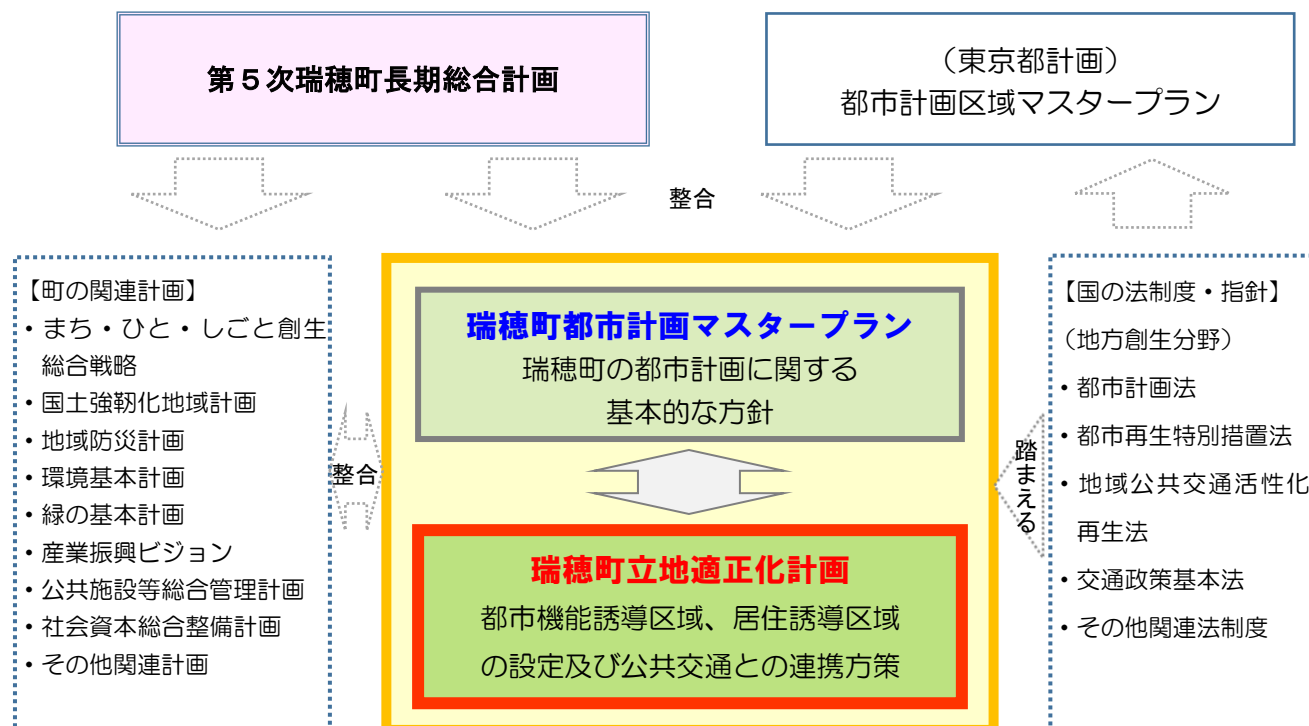 第5次瑞穂町長期総合計画
（東京都計画）
都市計画区域マスタープラン
整合
【町の関連計画】
・まち・ひと・しごと創生
総合戦略
・国土強靭化地域計画
・地域防災計画
・環境基本計画
・緑の基本計画
・産業振興ビジョン
・公共施設等総合管理計画
・社会資本総合整備計画
・その他関連計画
整合
瑞穂町都市計画マスタープラン
瑞穂町の都市計画に関する
基本的な方針
瑞穂町立地適正化計画
都市機能誘導区域、居住誘導区域
の設定及び公共交通との連携方策
踏まえる
【国の法制度・指針】
（地方創生分野）
・都市計画法
・都市再生特別措置法
・地域公共交通活性化
再生法
・交通政策基本法
・その他関連法制度